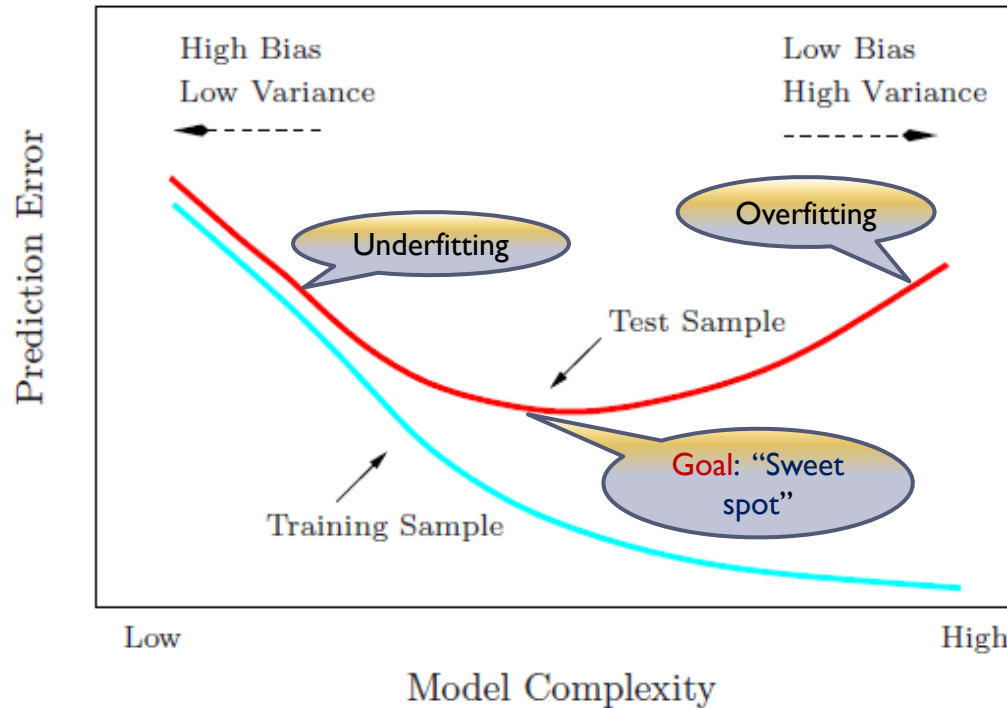 High Bias
Low Variance
Low Bias
High Variance
Prediction Error
Underfitting
Overfitting
Test Sample
Goal: “Sweet
spot”
Training Sample
Low
High
Model Complexity